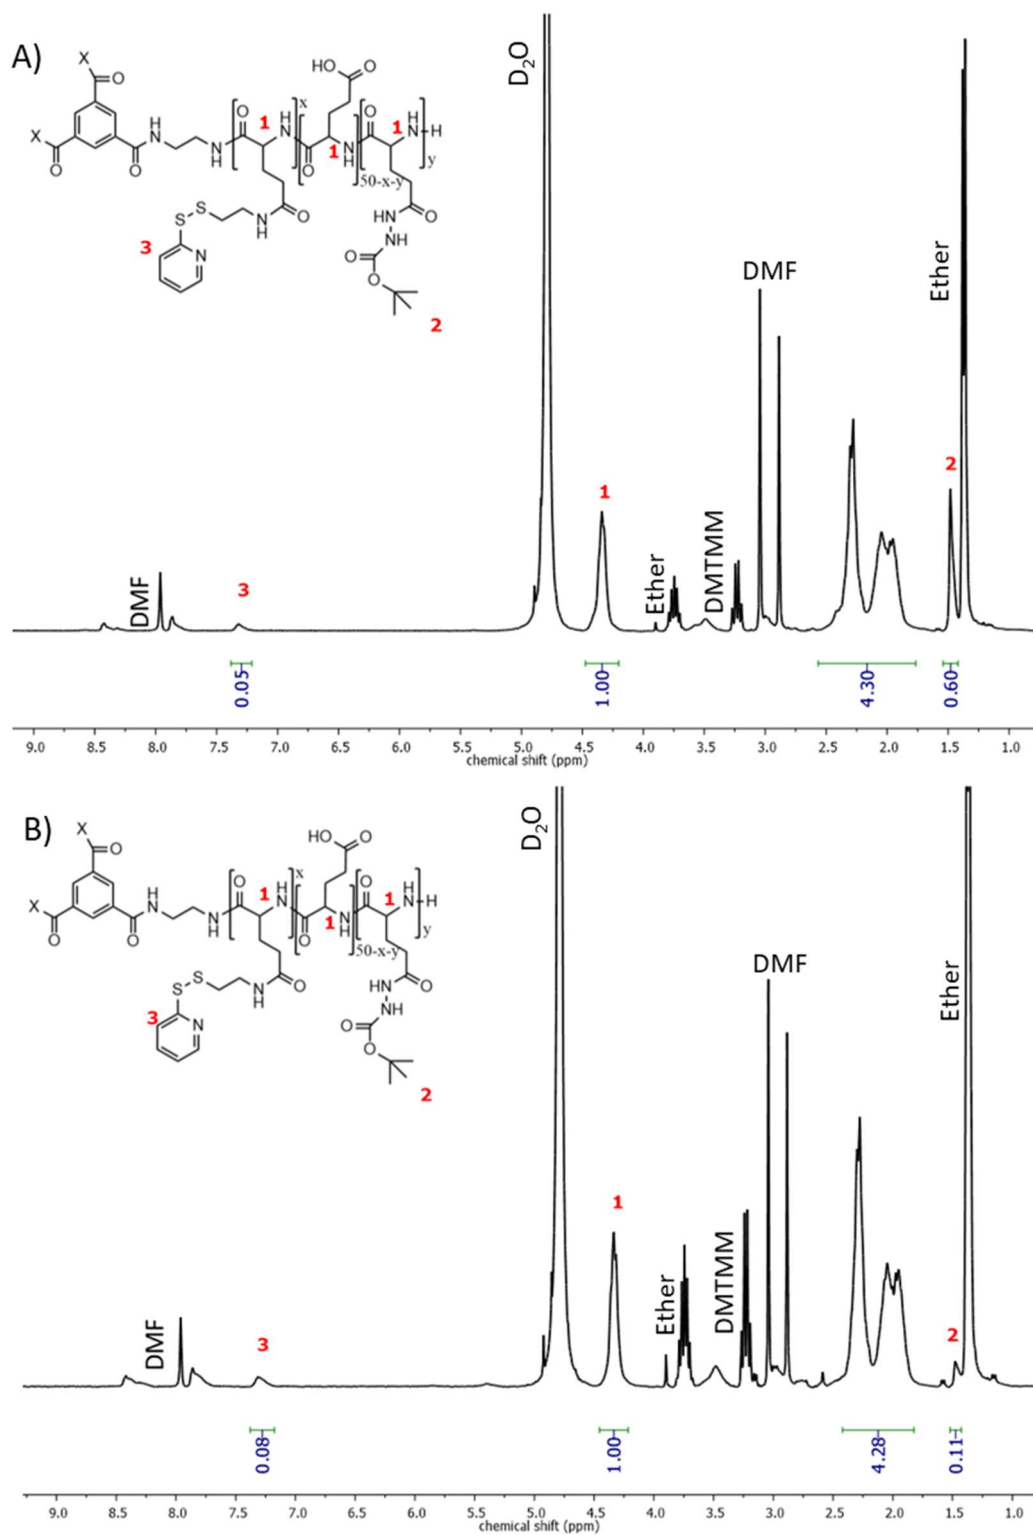 A)
X
O
X
O
O
N
H
N
H
O
1
H
N
x
HO
O
O
1
N
H
50-x-y
O
1
H
N
H
y
S
S
N
H
O
3
N
HN
NH
O
O
O
2
D₂O
DMF
3
1
Ether
DMTMM
DMF
2
Ether
0.05
1.00
4.30
0.60
9.0 8.5 8.0 7.5 7.0 6.5 6.0 5.5 5.0 4.5 4.0 3.5 3.0 2.5 2.0 1.5 1.0
chemical shift (ppm)
B)
X
O
X
O
O
H
N
N
H
O
1
H
N
x
HO
O
O
1
N
H
50-x-y
O
1
H
N
H
y
S
S
N
H
O
3
N
HN
NH
O
O
O
2
D₂O
DMF
3
1
Ether
DMTMM
DMF
2
Ether
0.08
1.00
4.28
0.11
9.0 8.5 8.0 7.5 7.0 6.5 6.0 5.5 5.0 4.5 4.0 3.5 3.0 2.5 2.0 1.5 1.0
chemical shift (ppm)